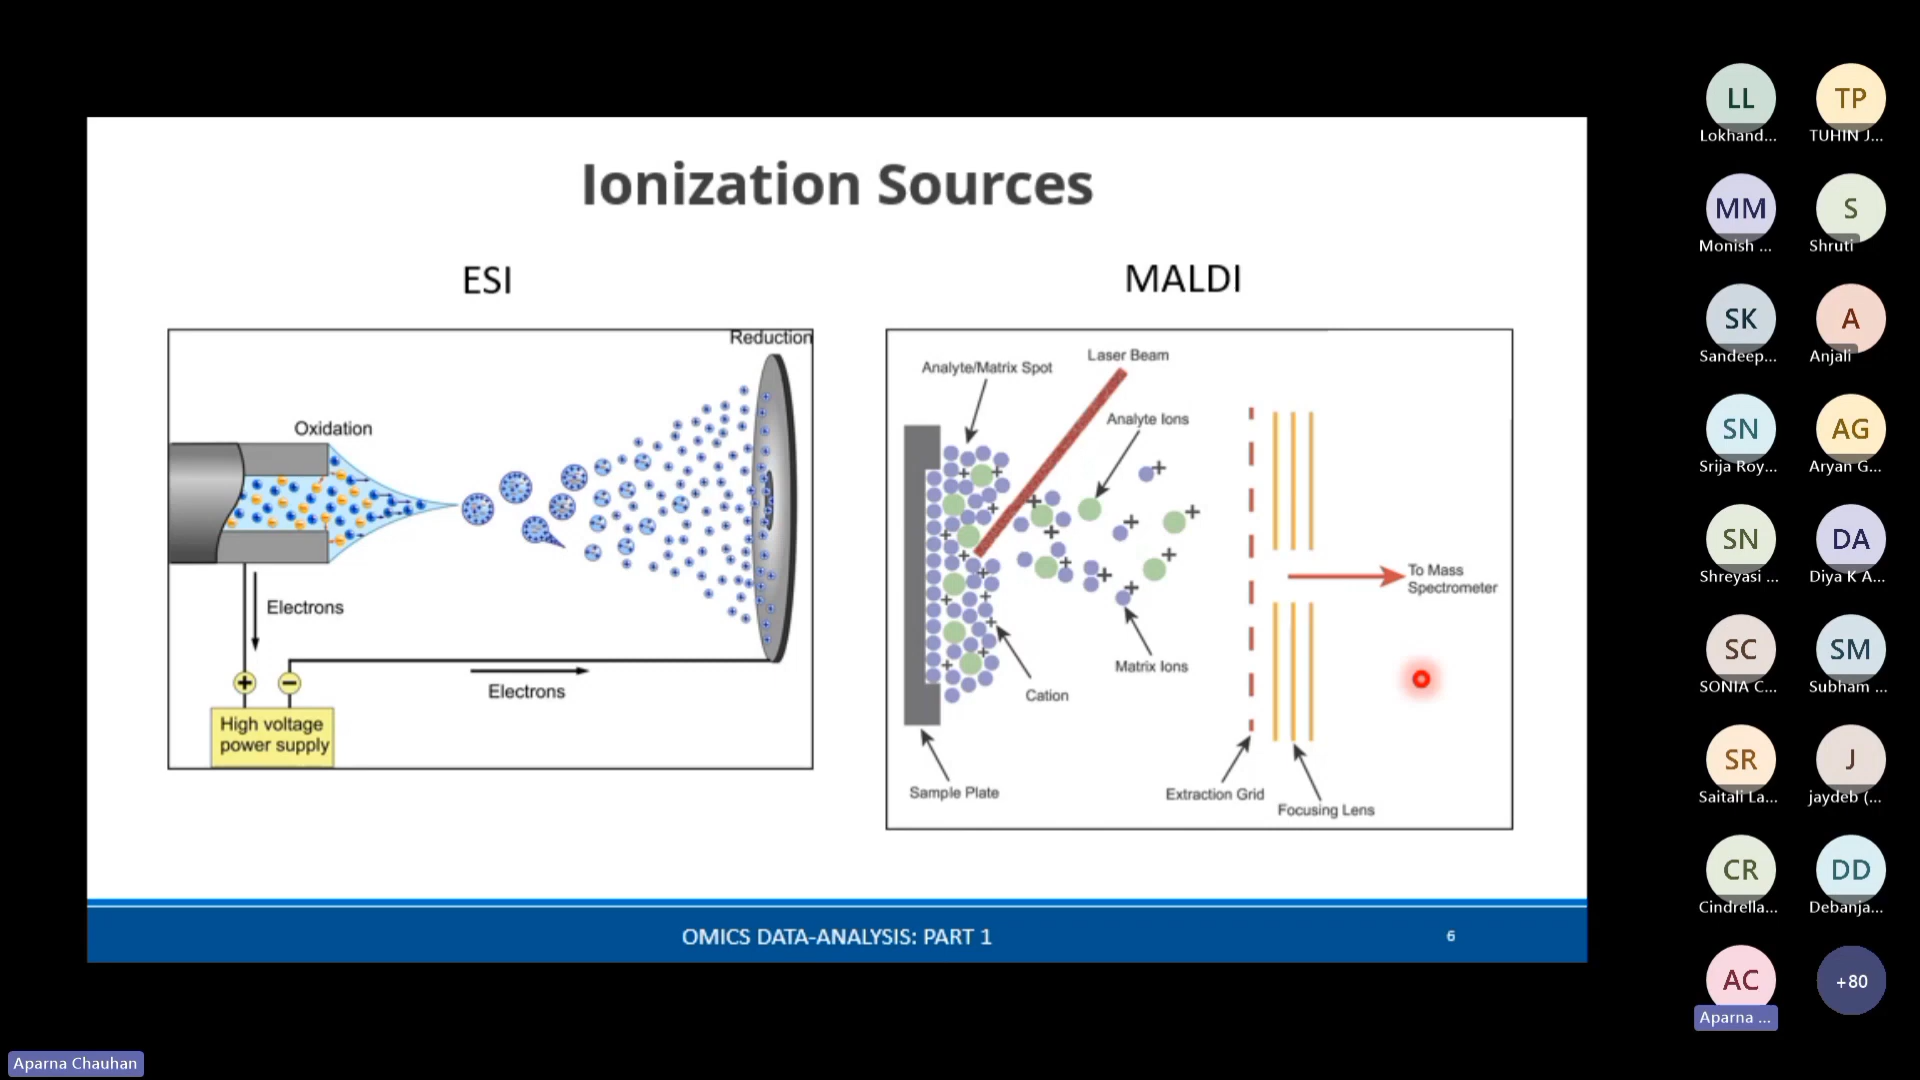 Ionization Sources
ESI
MALDI
Reduction
Oxidation
Electrons
+
−
Electrons
High voltage
power supply
Analyte/Matrix Spot
Laser Beam
Analyte Ions
To Mass
Spectrometer
Matrix Ions
Cation
Sample Plate
Extraction Grid
Focusing Lens
OMICS DATA-ANALYSIS: PART 1
6
LL
Lokhand...
TP
TUHIN J...
MM
Monish ...
S
Shruti
SK
Sandeep...
A
Anjali
SN
Srija Roy...
AG
Aryan G...
SN
Shreyasi ...
DA
Diya K A...
SC
SONIA C...
SM
Subham ...
SR
Saitali La...
J
jaydeb (...
CR
Cindrella...
DD
Debanja...
AC
Aparna ...
+80
Aparna Chauhan